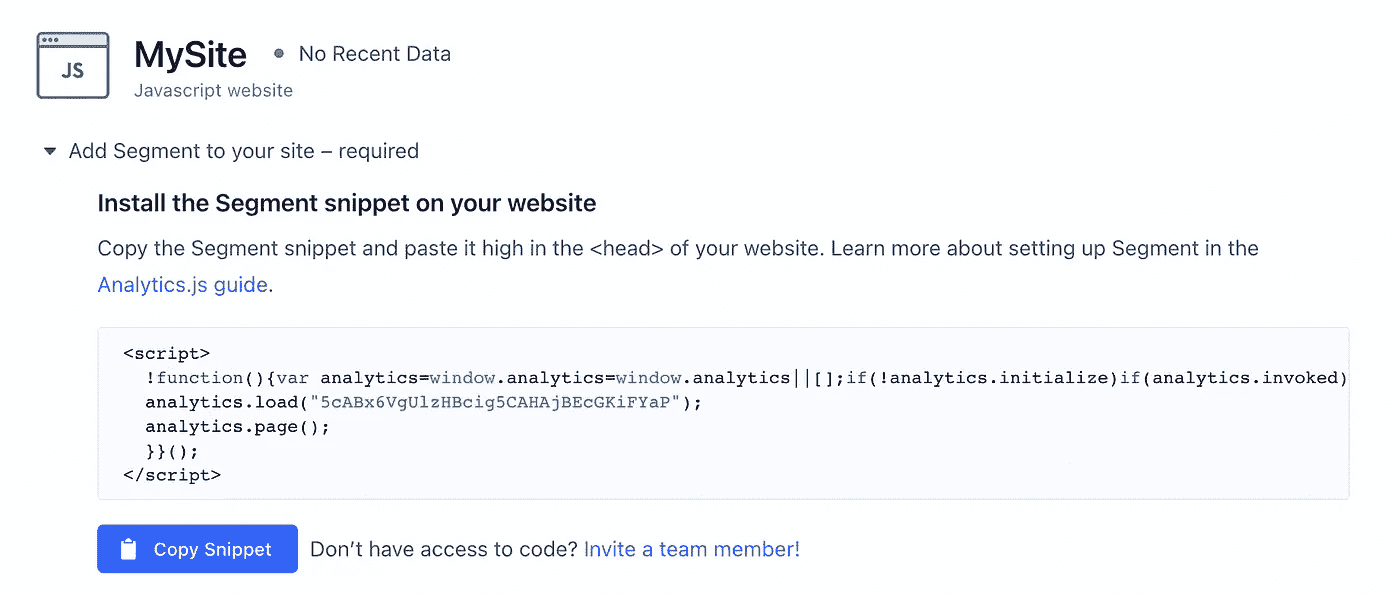 JS
MySite
No Recent Data
Javascript website
Add Segment to your site – required
Install the Segment snippet on your website
Copy the Segment snippet and paste it high in the <head> of your website. Learn more about setting up Segment in the
Analytics.js guide.
<script>
!function(){var analytics=window.analytics=window.analytics||[];if(!analytics.initialize)if(analytics.invoked)
analytics.load("5cABx6VgUlzHBcig5CAHAjBEcGKiFYaP");
analytics.page();
}}();
</script>
Copy Snippet
Don’t have access to code? Invite a team member!